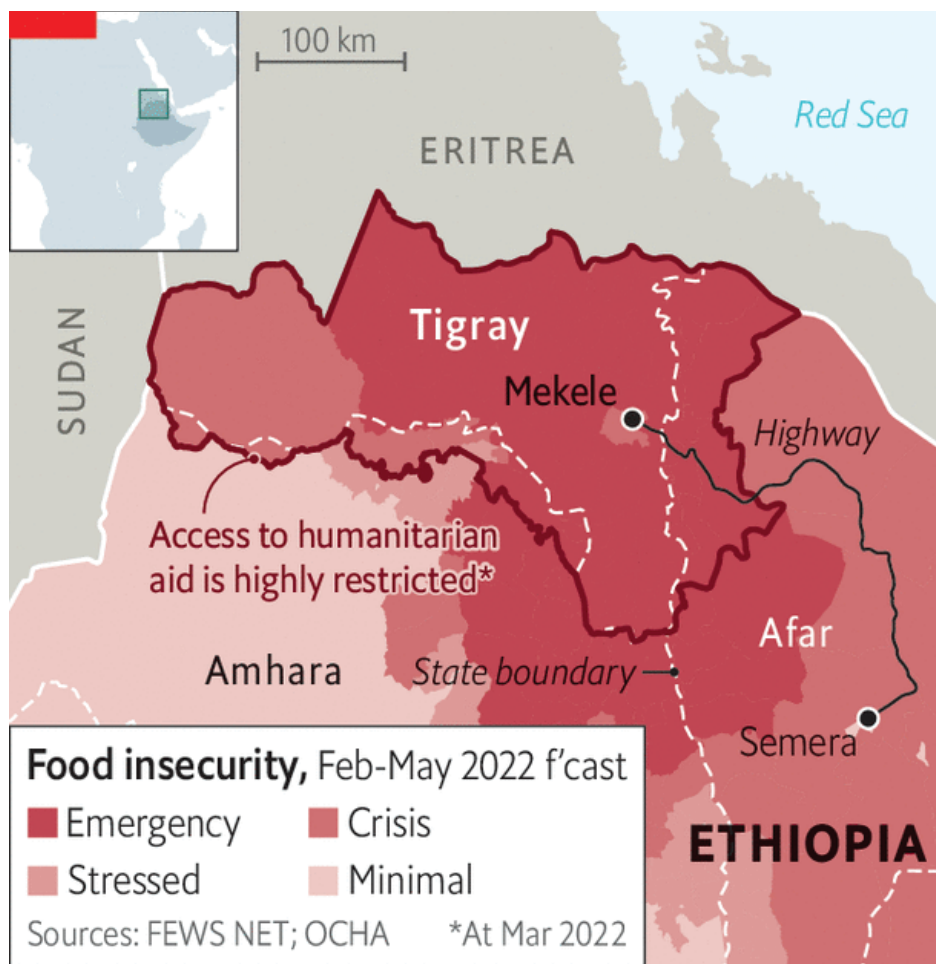 100 km
Red Sea
ERITREA
SUDAN
Tigray
Mekele
Highway
Access to humanitarian
aid is highly restricted*
Afar
Amhara
State boundary
Semera
ETHIOPIA
Food insecurity, Feb-May 2022 f'cast
Emergency Crisis
Stressed Minimal
Sources: FEWS NET; OCHA *At Mar 2022